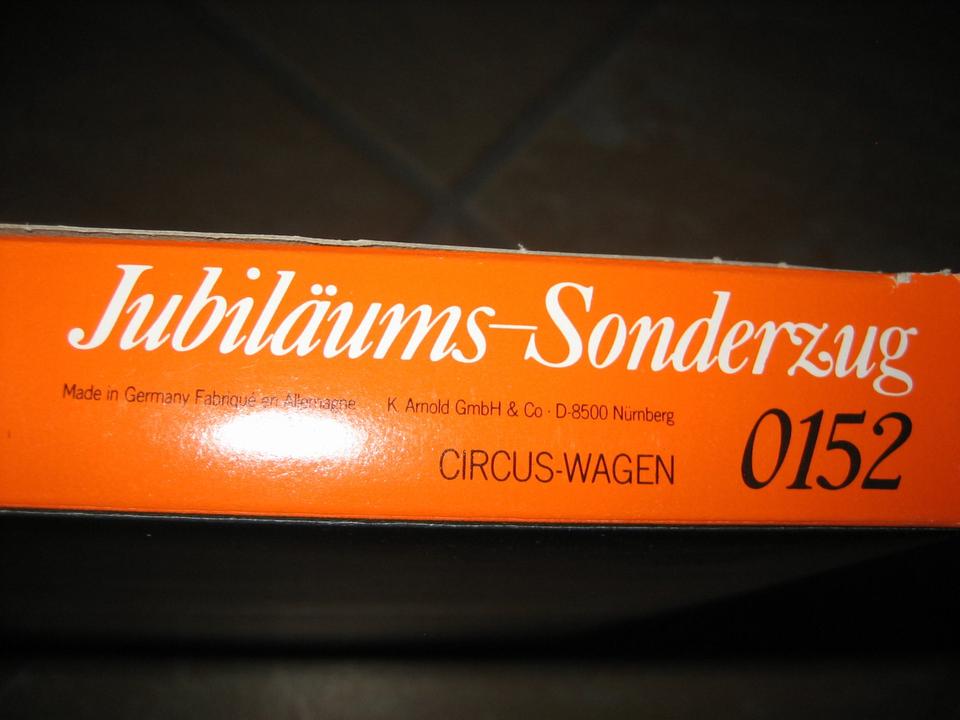 Jubiläums-Sonderzug
Made in Germany Fabriqué en Allemagne K. Arnold GmbH & Co · D-8500 Nürnberg
CIRCUS-WAGEN 0152